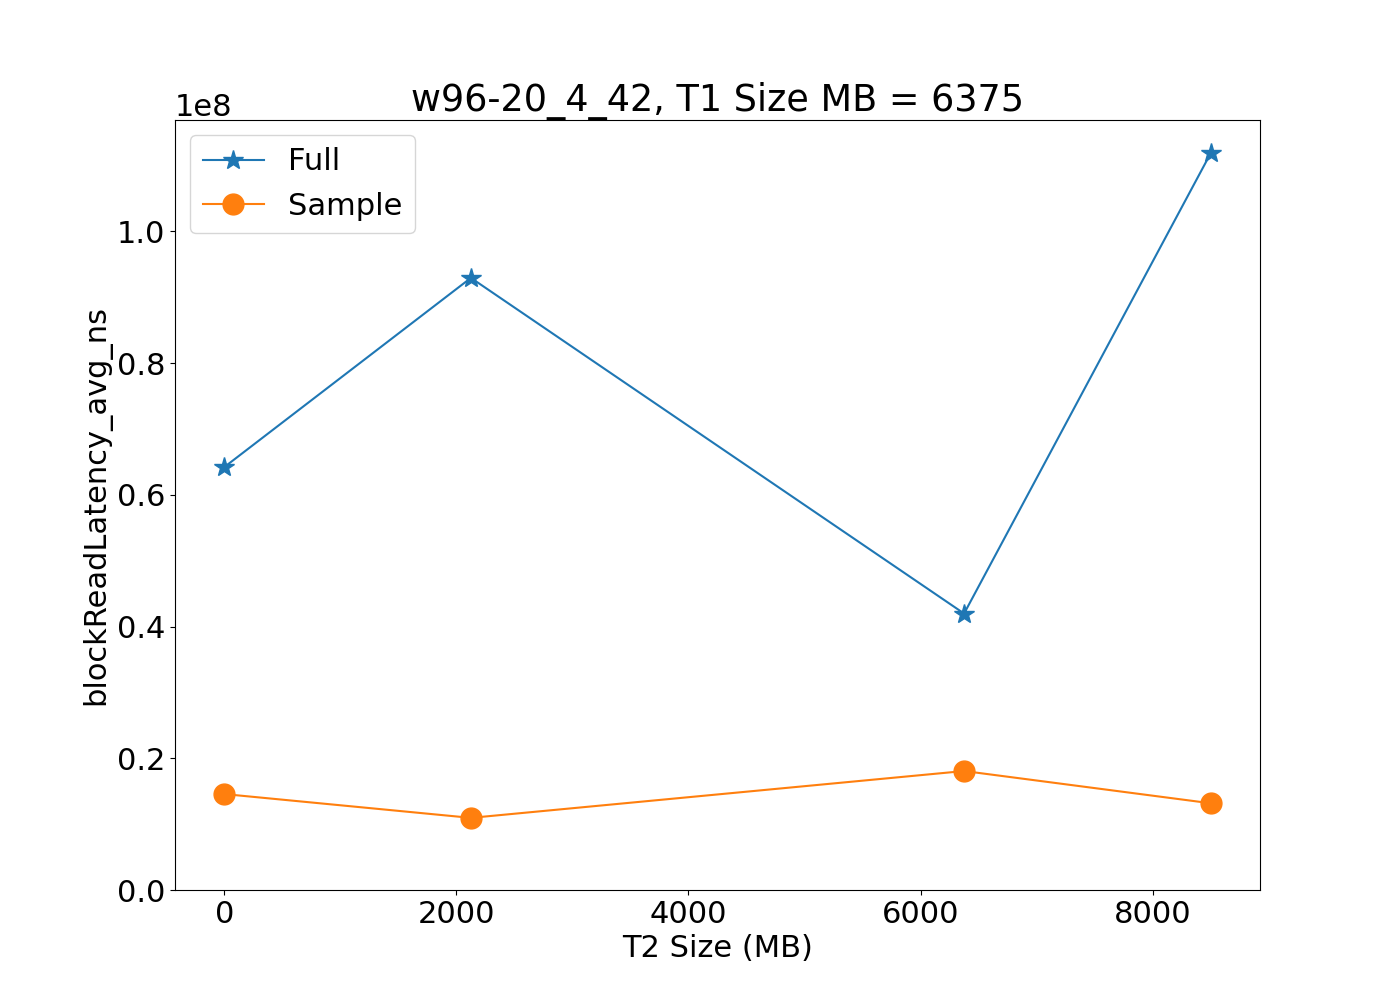 w96-20_4_42, T1 Size MB = 6375
1e8
Full
Sample
1.0
0.8
0.6
0.4
0.2
0.0
blockReadLatency_avg_ns
0 2000 4000 6000 8000
T2 Size (MB)